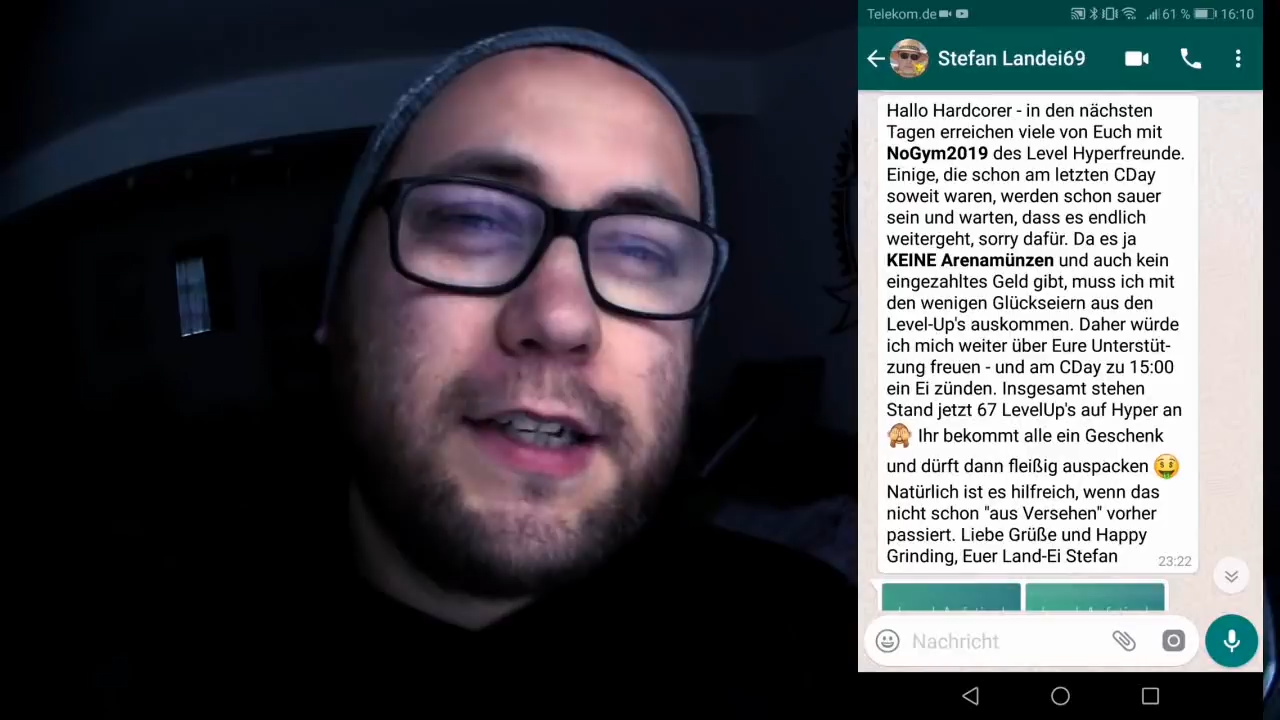 Telekom.de
61 %
16:10
Stefan Landei69
Hallo Hardcorer - in den nächsten
Tagen erreichen viele von Euch mit
NoGym2019 des Level Hyperfreunde.
Einige, die schon am letzten CDay
soweit waren, werden schon sauer
sein und warten, dass es endlich
weitergeht, sorry dafür. Da es ja
KEINE Arenamünzen und auch kein
eingezahltes Geld gibt, muss ich mit
den wenigen Glückseiern aus den
Level-Up's auskommen. Daher würde
ich mich weiter über Eure Unterstüt-
zung freuen - und am CDay zu 15:00
ein Ei zünden. Insgesamt stehen
Stand jetzt 67 LevelUp's auf Hyper an
🙈 Ihr bekommt alle ein Geschenk
und dürft dann fleißig auspacken 🤑
Natürlich ist es hilfreich, wenn das
nicht schon "aus Versehen" vorher
passiert. Liebe Grüße und Happy
Grinding, Euer Land-Ei Stefan
23:22
Nachricht